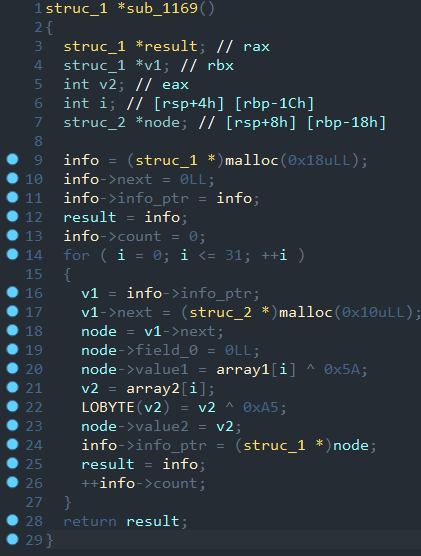 1 struc_1 *sub_1169()
2 {
3 struc_1 *result; // rax
4 struc_1 *v1; // rbx
5 int v2; // eax
6 int i; // [rsp+4h] [rbp-1Ch]
7 struc_2 *node; // [rsp+8h] [rbp-18h]
8
9 info = (struc_1 *)malloc(0x18uLL);
10 info->next = 0LL;
11 info->info_ptr = info;
12 result = info;
13 info->count = 0;
14 for ( i = 0; i <= 31; ++i )
15 {
16 v1 = info->info_ptr;
17 v1->next = (struc_2 *)malloc(0x10uLL);
18 node = v1->next;
19 node->field_0 = 0LL;
20 node->value1 = array1[i] ^ 0x5A;
21 v2 = array2[i];
22 LOBYTE(v2) = v2 ^ 0xA5;
23 node->value2 = v2;
24 info->info_ptr = (struc_1 *)node;
25 result = info;
26 ++info->count;
27 }
28 return result;
29 }